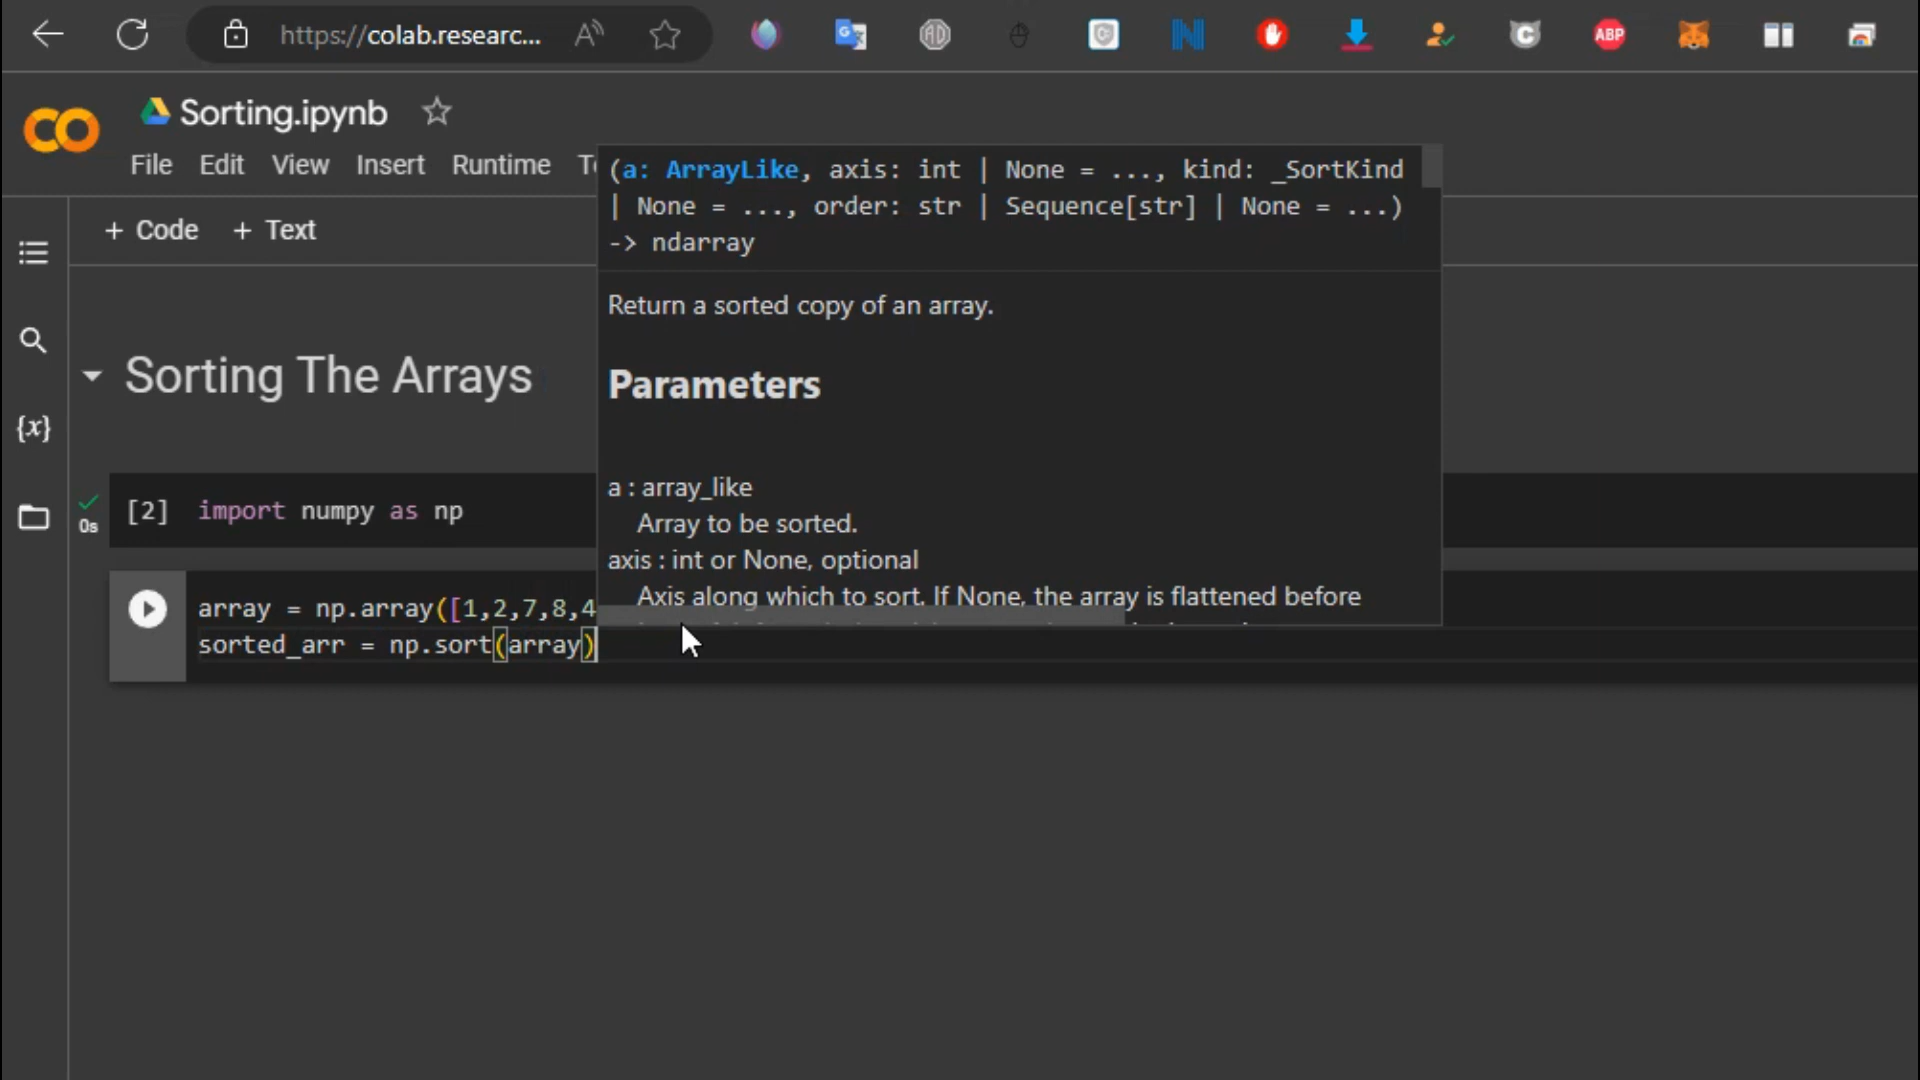 https://colab.researc...
ABP
Sorting.ipynb
File Edit View Insert Runtime
+ Code + Text
(a: ArrayLike, axis: int | None = ..., kind: _SortKind
| None = ..., order: str | Sequence[str] | None = ...)
-> ndarray
Return a sorted copy of an array.
Parameters
a : array_like
Array to be sorted.
axis : int or None, optional
Axis along which to sort. If None, the array is flattened before
Sorting The Arrays
{x}
[2] import numpy as np
0s
array = np.array([1,2,7,8,4
sorted_arr = np.sort(array)